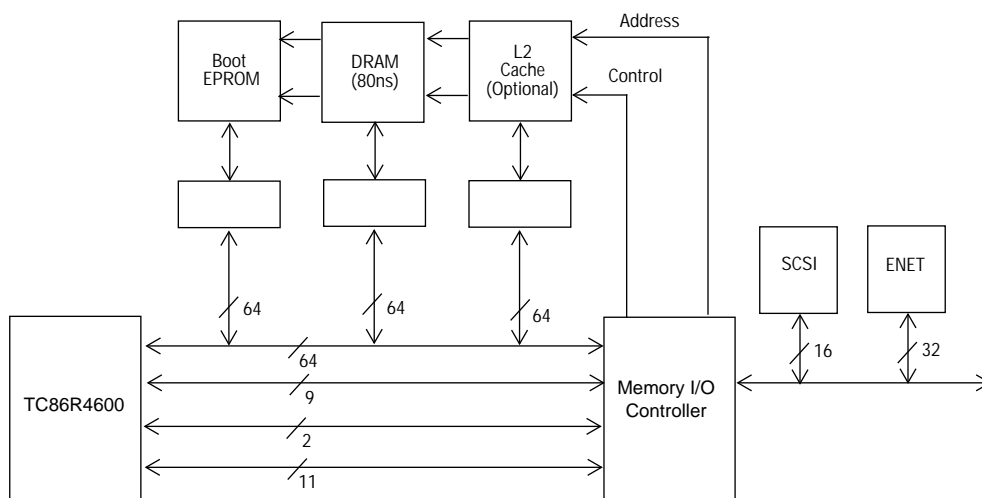 Address
Boot
EPROM
DRAM
(80ns)
L2
Cache
(Optional)
Control
SCSI
ENET
64
64
64
16
32
64
9
2
11
TC86R4600
Memory I/O
Controller